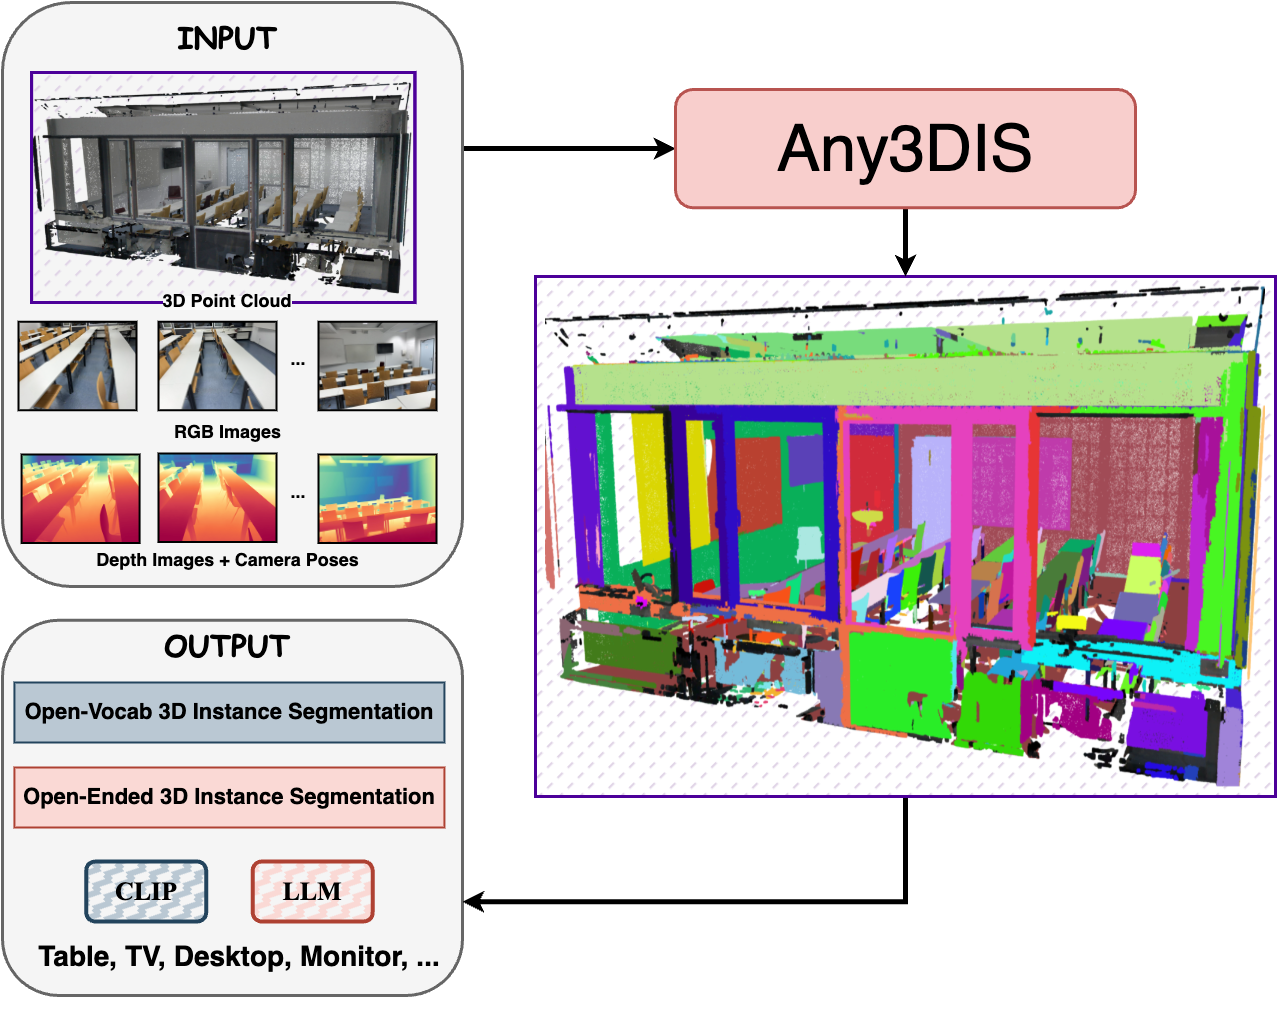 INPUT
3D Point Cloud
...
RGB Images
...
Depth Images + Camera Poses
Any3DIS
OUTPUT
Open-Vocab 3D Instance Segmentation
Open-Ended 3D Instance Segmentation
CLIP
LLM
Table, TV, Desktop, Monitor, ...